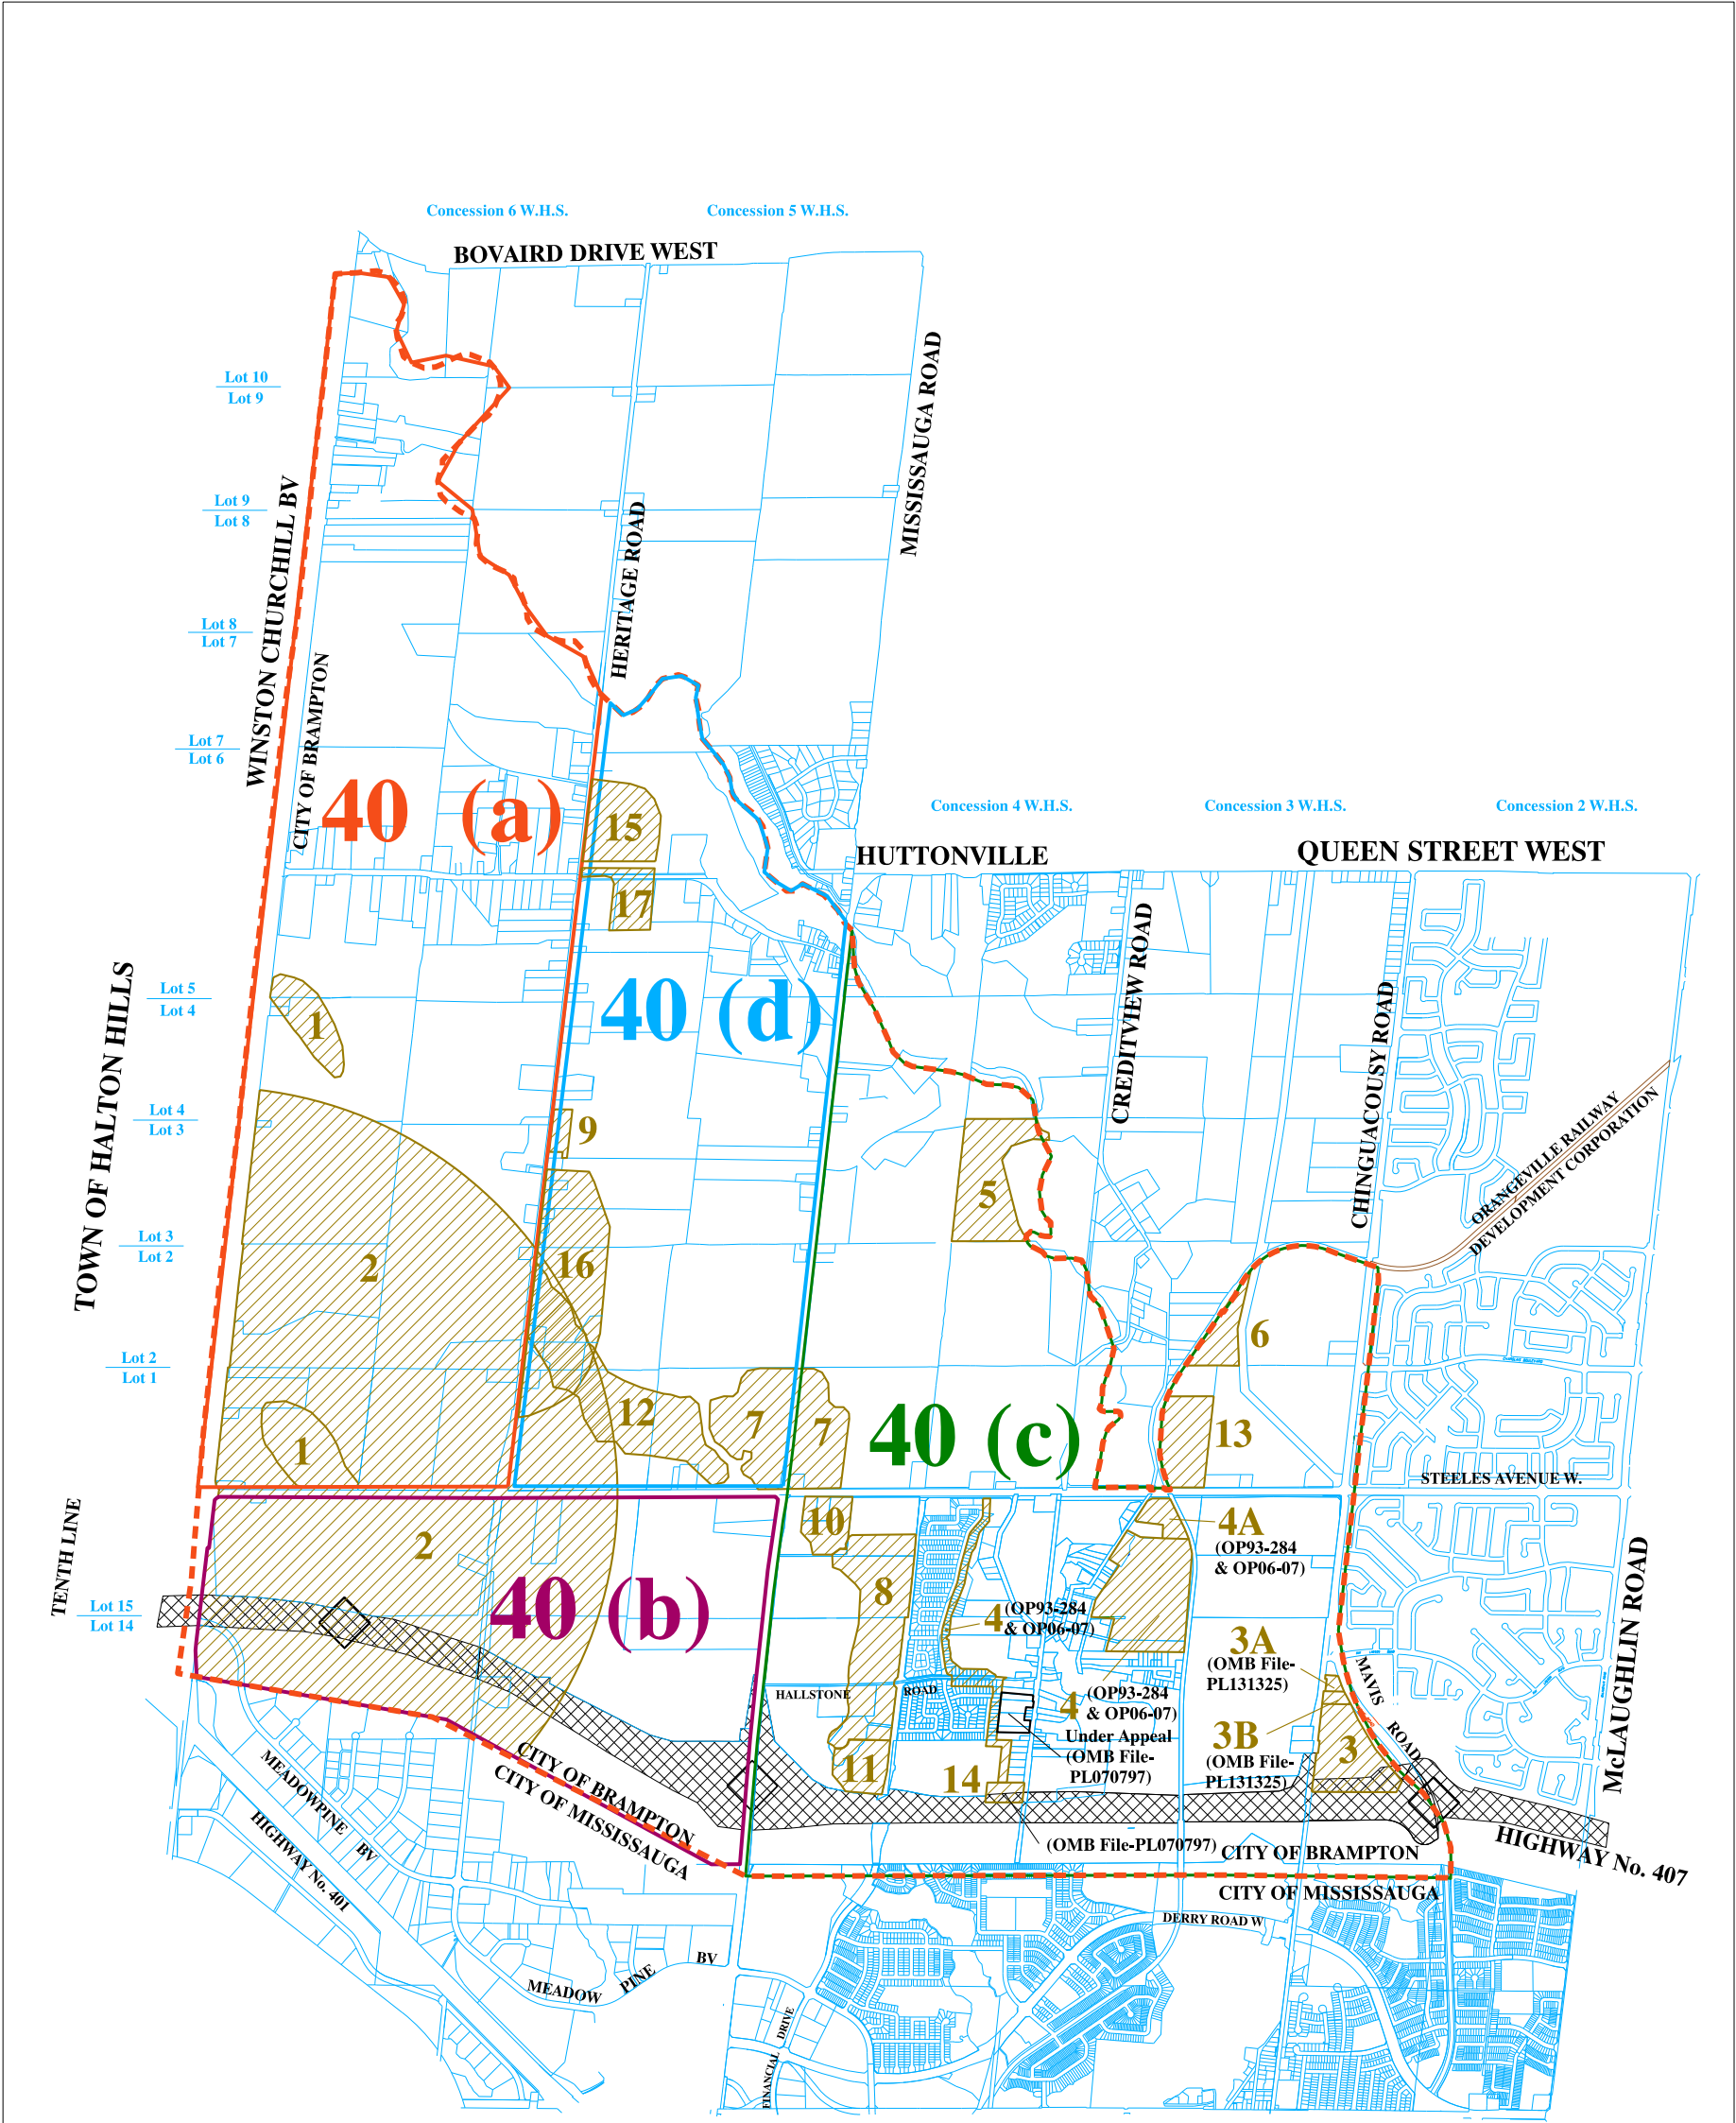 Concession 6 W.H.S.
Concession 5 W.H.S.
BOVAIRD DRIVE WEST
MISSISSAUGA ROAD
Lot 10
Lot 9
Lot 9
Lot 8
WINSTON CHURCHILL BV
HERITAGE ROAD
Lot 8
Lot 7
CITY OF BRAMPTON
Lot 7
Lot 6
40 (a)
15
Concession 4 W.H.S.
Concession 3 W.H.S.
Concession 2 W.H.S.
HUTTONVILLE
QUEEN STREET WEST
17
CREDITVIEW ROAD
CHINGUACOUSY ROAD
TOWN OF HALTON HILLS
Lot 5
Lot 4
1
40 (d)
Lot 4
Lot 3
9
ORANGEVILLE RAILWAY
DEVELOPMENT CORPORATION
5
Lot 3
Lot 2
2
16
6
Lot 2
Lot 1
12
7
7
40 (c)
13
1
STEELES AVENUE W.
TENTH LINE
2
10
4A
(OP93-284
& OP06-07)
McLAUGHLIN ROAD
Lot 15
Lot 14
40 (b)
8
4
(OP93-284
& OP06-07)
3A
(OMB File-
PL131325)
MAVIS
ROAD
HALLSTONE
ROAD
4
(OP93-284
& OP06-07)
Under Appeal
(OMB File-
PL070797)
3B
(OMB File-
PL131325)
3
11
14
CITY OF BRAMPTON
CITY OF MISSISSAUGA
MEADOWPINE
BV
HIGHWAY No. 401
(OMB File-PL070797)
CITY OF BRAMPTON
HIGHWAY No. 407
CITY OF MISSISSAUGA
DERRY ROAD W
MEADOW
PINE
BV
FINANCIAL
DRIVE